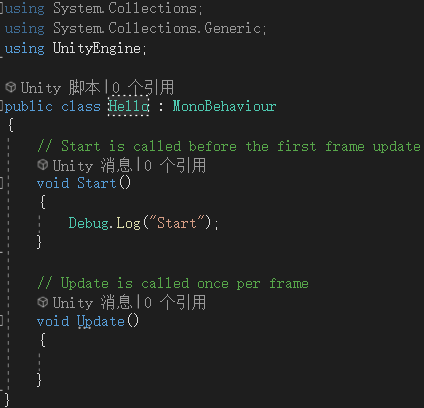 using System.Collections;
using System.Collections.Generic;
using UnityEngine;
Unity 脚本|0 个引用
public class Hello : MonoBehaviour
{
// Start is called before the first frame update
Unity 消息|0 个引用
void Start()
{
Debug.Log("Start");
}
// Update is called once per frame
Unity 消息|0 个引用
void Update()
{
}
}